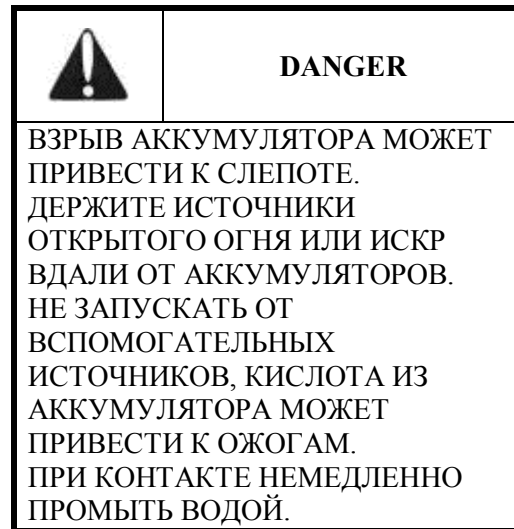 DANGER
ВЗРЫВ АККУМУЛЯТОРА МОЖЕТ
ПРИВЕСТИ К СЛЕПОТЕ.
ДЕРЖИТЕ ИСТОЧНИКИ
ОТКРЫТОГО ОГНЯ ИЛИ ИСКР
ВДАЛИ ОТ АККУМУЛЯТОРОВ.
НЕ ЗАПУСКАТЬ ОТ
ВСПОМОГАТЕЛЬНЫХ
ИСТОЧНИКОВ, КИСЛОТА ИЗ
АККУМУЛЯТОРА МОЖЕТ
ПРИВЕСТИ К ОЖОГАМ.
ПРИ КОНТАКТЕ НЕМЕДЛЕННО
ПРОМЫТЬ ВОДОЙ.